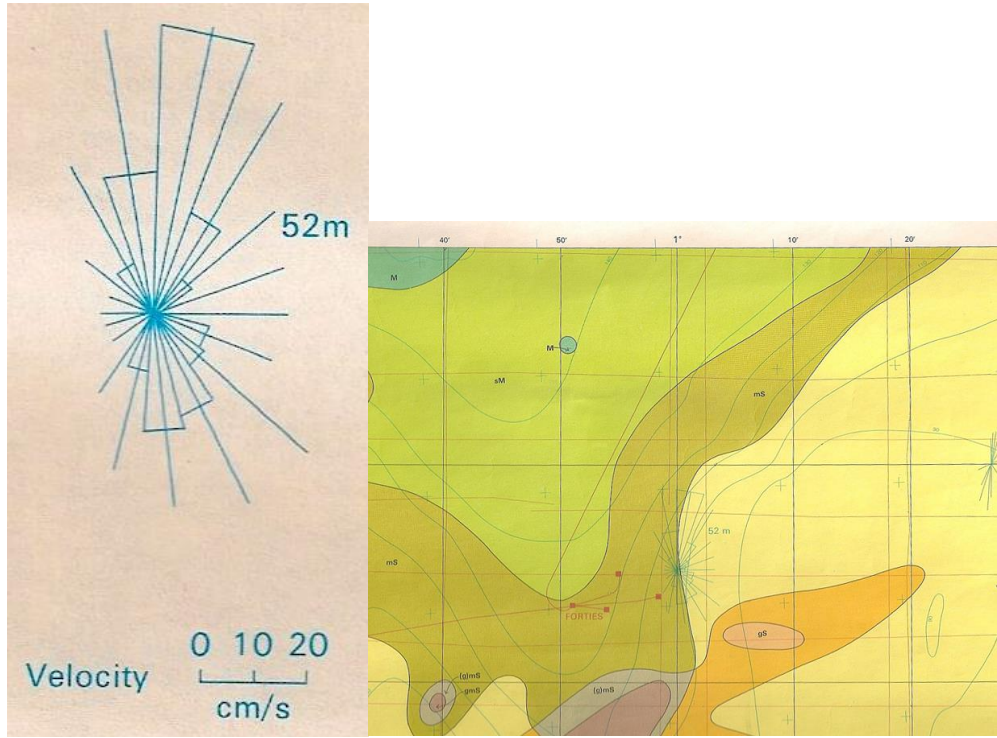 52m
0 10 20
Velocity
cm/s
40'
50'
1°
10'
20'
M
M
sM
mS
52 m
mS
FORTIES
gS
(g)mS
gmS
(g)mS